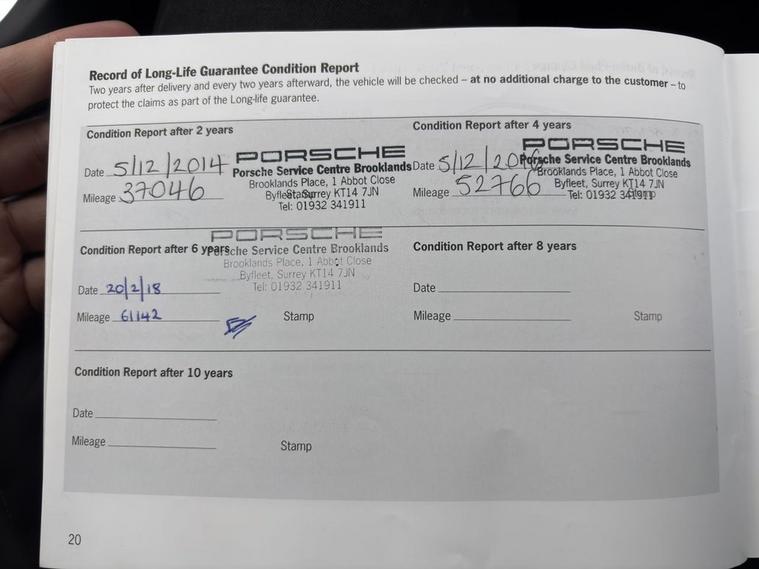 Record of Long-Life Guarantee Condition Report
Two years after delivery and every two years afterward, the vehicle will be checked – at no additional charge to the customer – to
protect the claims as part of the Long-life guarantee.
Condition Report after 2 years
PORSCHE
Porsche Service Centre Brooklands
Brooklands Place, 1 Abbot Close
Byfleet, Surrey KT14 7JN
Tel: 01932 341911
Date 5/12/2014
Mileage 37046
Stamp
Condition Report after 4 years
PORSCHE
Porsche Service Centre Brooklands
Brooklands Place, 1 Abbot Close
Byfleet, Surrey KT14 7JN
Tel: 01932 341911
Date 5/12/2016
Mileage 52766
Stamp
Condition Report after 6 years
PORSCHE
Porsche Service Centre Brooklands
Brooklands Place, 1 Abbot Close
Byfleet, Surrey KT14 7JN
Tel: 01932 341911
Date 20/2/18
Mileage 61142
Stamp
Condition Report after 8 years
Date
Mileage
Stamp
Condition Report after 10 years
Date
Mileage
Stamp
20